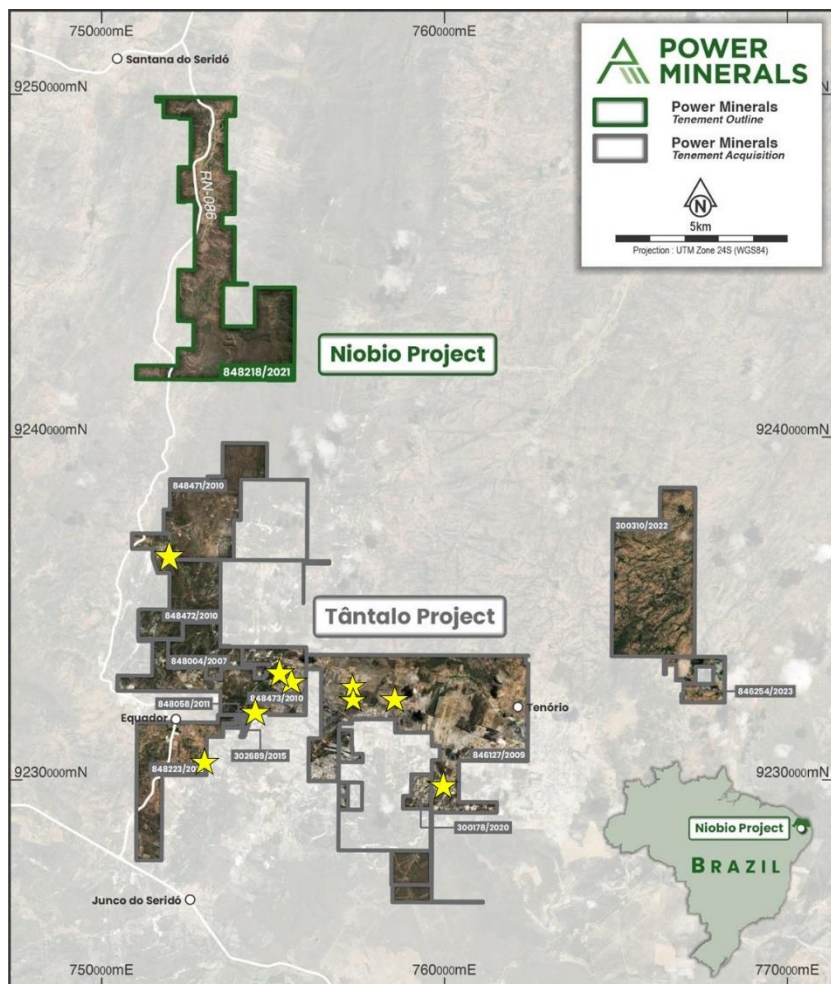 750000mE
760000mE
Santana do Seridó
9250000mN
POWER
MINERALS
Power Minerals
Tenement Outline
Power Minerals
Tenement Acquisition
N
5km
Projection : UTM Zone 24S (WGS84)
RN-086
Niobio Project
848218/2021
9240000mN
9240000mN
848471/2010
300310/2022
Tântalo Project
848472/2010
848004/2007
848473/2010
846254/2023
848058/2011
Equador
Tenório
302689/2015
846127/2009
9230000mN
9230000mN
300178/2020
Niobio Project
BRAZIL
Junco do Seridó
750000mE
760000mE
770000mE